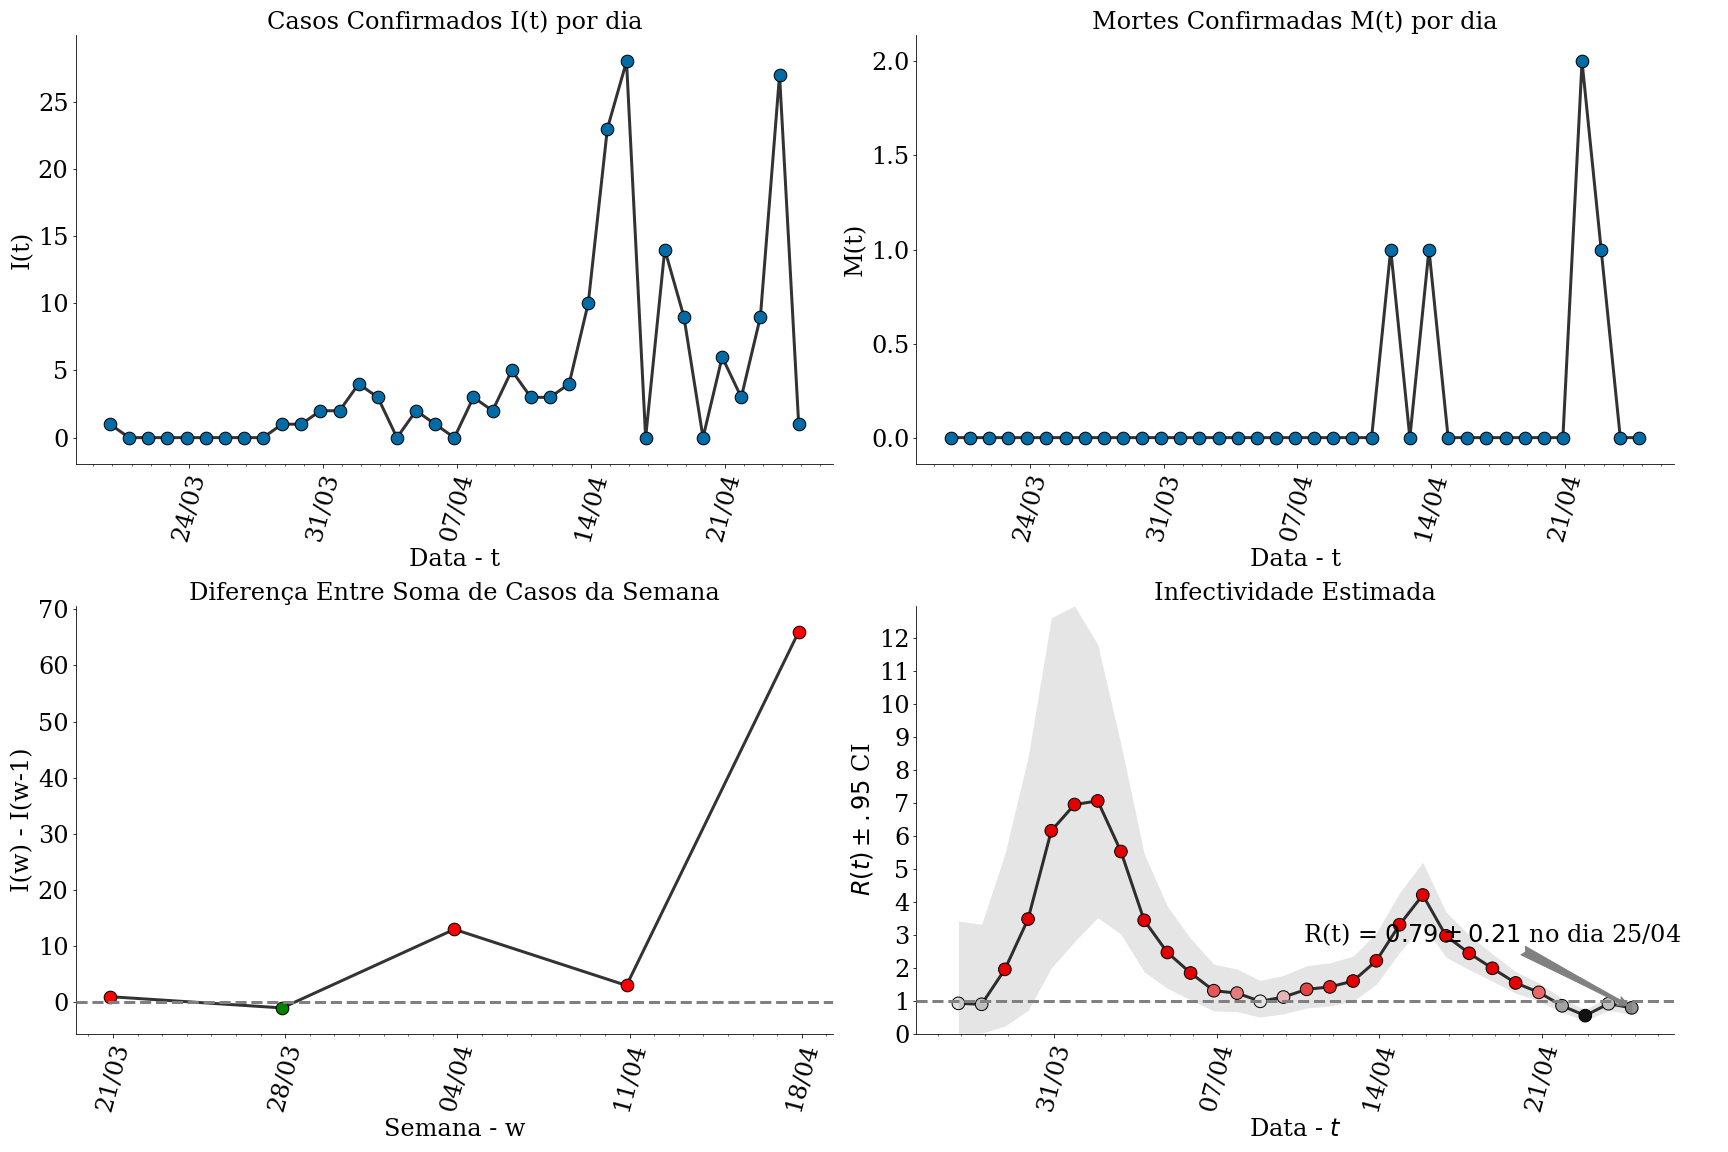 Casos Confirmados I(t) por dia
I(t)
25
20
15
10
5
0
24/03 31/03 07/04 14/04 21/04
Data - t
Mortes Confirmadas M(t) por dia
M(t)
2.0
1.5
1.0
0.5
0.0
24/03 31/03 07/04 14/04 21/04
Data - t
Diferença Entre Soma de Casos da Semana
I(w) - I(w-1)
70
60
50
40
30
20
10
0
21/03 28/03 04/04 11/04 18/04
Semana - w
Infectividade Estimada
R(t) ± .95 CI
12
11
10
9
8
7
6
5
4
3
2
1
0
R(t) = 0.79 ± 0.21 no dia 25/04
31/03 07/04 14/04 21/04
Data - t